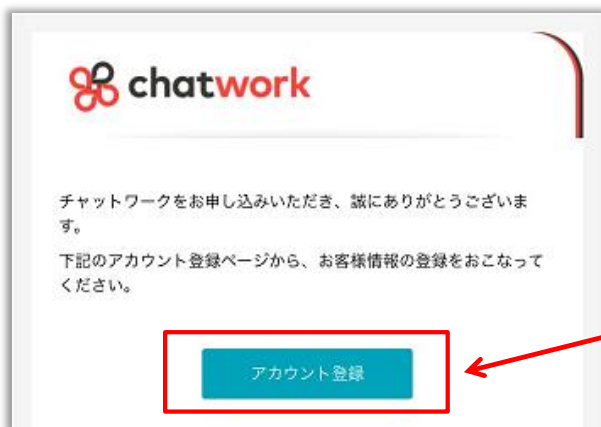 chatwork
チャットワークをお申し込みいただき、誠にありがとうございま
す。
下記のアカウント登録ページから、お客様情報の登録をおこなって
ください。
アカウント登録